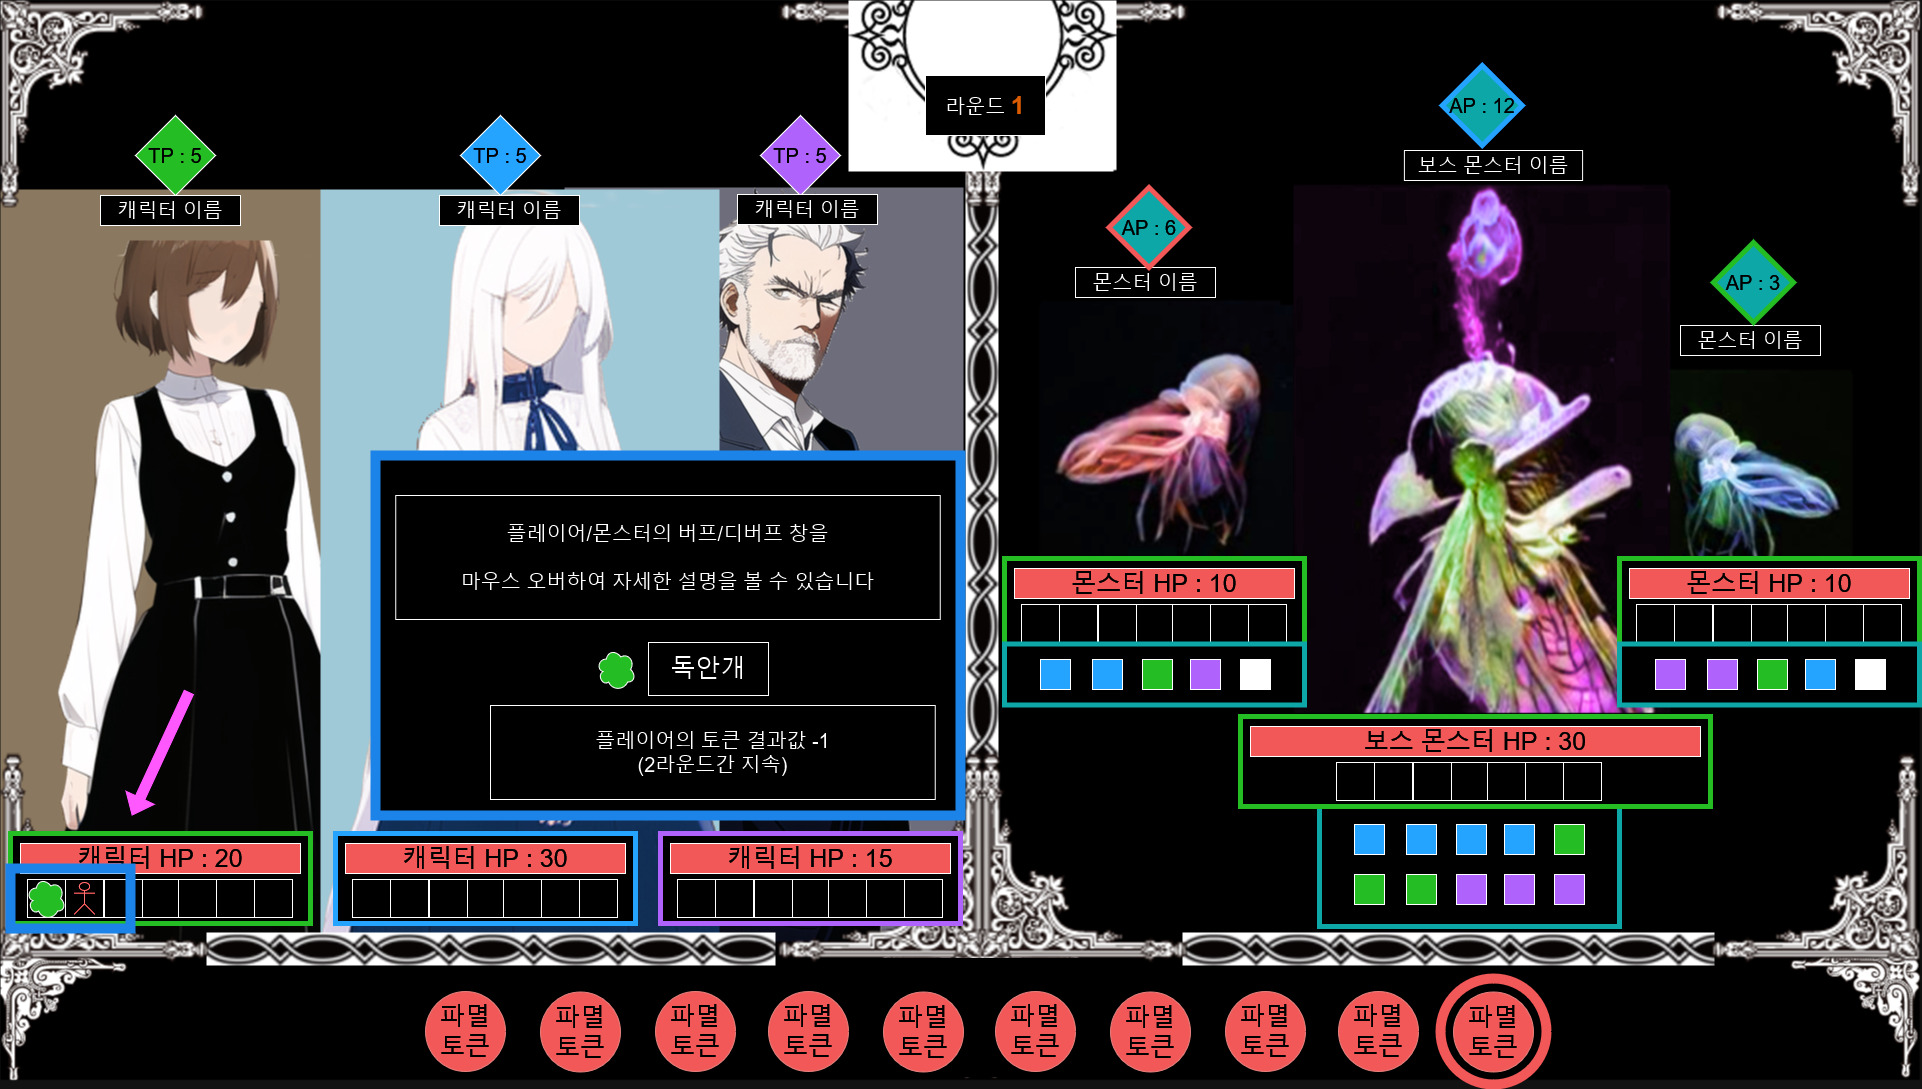 라운드 1
TP : 5
TP : 5
TP : 5
캐릭터 이름
캐릭터 이름
캐릭터 이름
AP : 12
보스 몬스터 이름
AP : 6
몬스터 이름
AP : 3
몬스터 이름
플레이어/몬스터의 버프/디버프 창을
마우스 오버하여 자세한 설명을 볼 수 있습니다
독안개
플레이어의 토큰 결과값 -1
(2라운드간 지속)
몬스터 HP : 10
몬스터 HP : 10
보스 몬스터 HP : 30
캐릭터 HP : 20
캐릭터 HP : 30
캐릭터 HP : 15
파멸
토큰
파멸
토큰
파멸
토큰
파멸
토큰
파멸
토큰
파멸
토큰
파멸
토큰
파멸
토큰
파멸
토큰
파멸
토큰